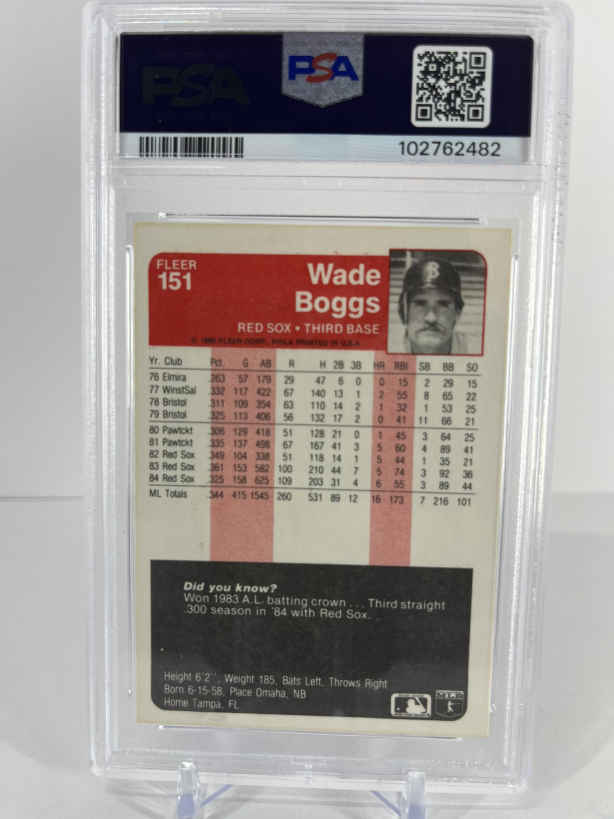 PSA
PSA
102762482
FLEER
151
Wade
Boggs
RED SOX • THIRD BASE
© 1985 FLEER CORP., PHILA. PRINTED IN U.S.A.
Yr. Club Pct. G AB R H 2B 3B HR RBI SB BB SO
76 Elmira .263 57 179 29 47 6 0 0 15 2 29 15
77 WinstSal .332 117 422 67 140 13 1 2 55 8 65 22
78 Bristol .311 109 354 63 110 14 2 1 32 1 53 25
79 Bristol .325 113 406 56 132 17 2 0 41 11 66 21
80 Pawtckt .306 129 418 51 128 21 0 1 45 3 64 25
81 Pawtckt .335 137 498 67 167 41 3 5 60 4 89 41
82 Red Sox .349 104 338 51 118 14 1 5 44 1 35 21
83 Red Sox .361 153 582 100 210 44 7 5 74 3 92 36
84 Red Sox .325 158 625 109 203 31 4 6 55 3 89 44
ML Totals .344 415 1545 260 531 89 12 16 173 7 216 101
Did you know?
Won 1983 A.L. batting crown . . . Third straight
.300 season in '84 with Red Sox. .
Height 6'2'', Weight 185, Bats Left, Throws Right
Born 6-15-58, Place Omaha, NB
Home Tampa, FL